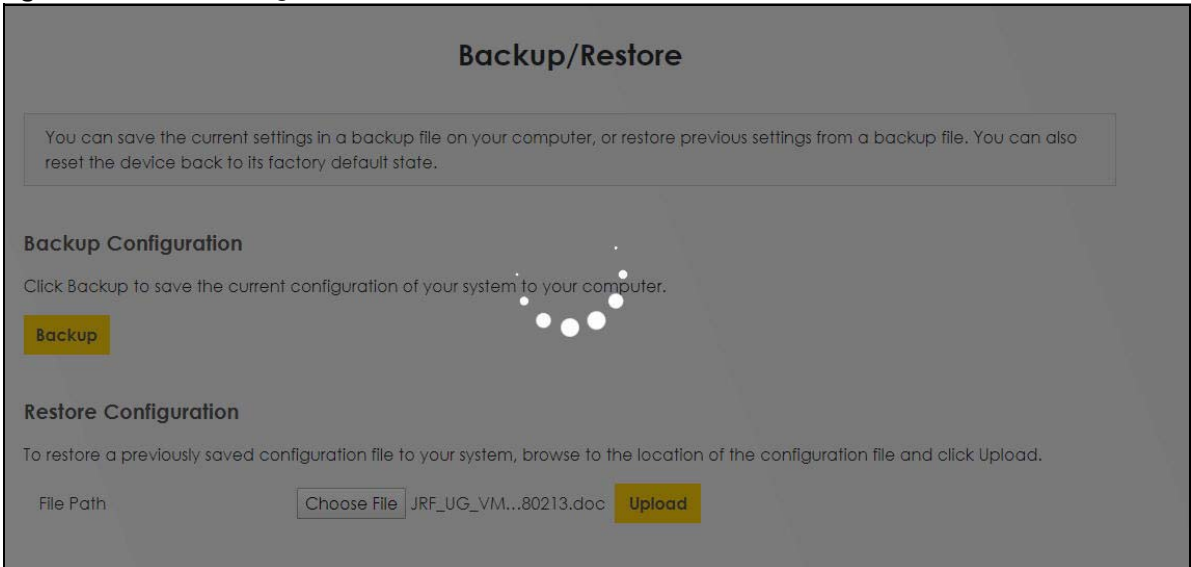 Backup/Restore
You can save the current settings in a backup file on your computer, or restore previous settings from a backup file. You can also
reset the device back to its factory default state.
Backup Configuration
Click Backup to save the current configuration of your system to your computer.
Backup
Restore Configuration
To restore a previously saved configuration file to your system, browse to the location of the configuration file and click Upload.
File Path Choose File JRF_UG_VM...80213.doc Upload